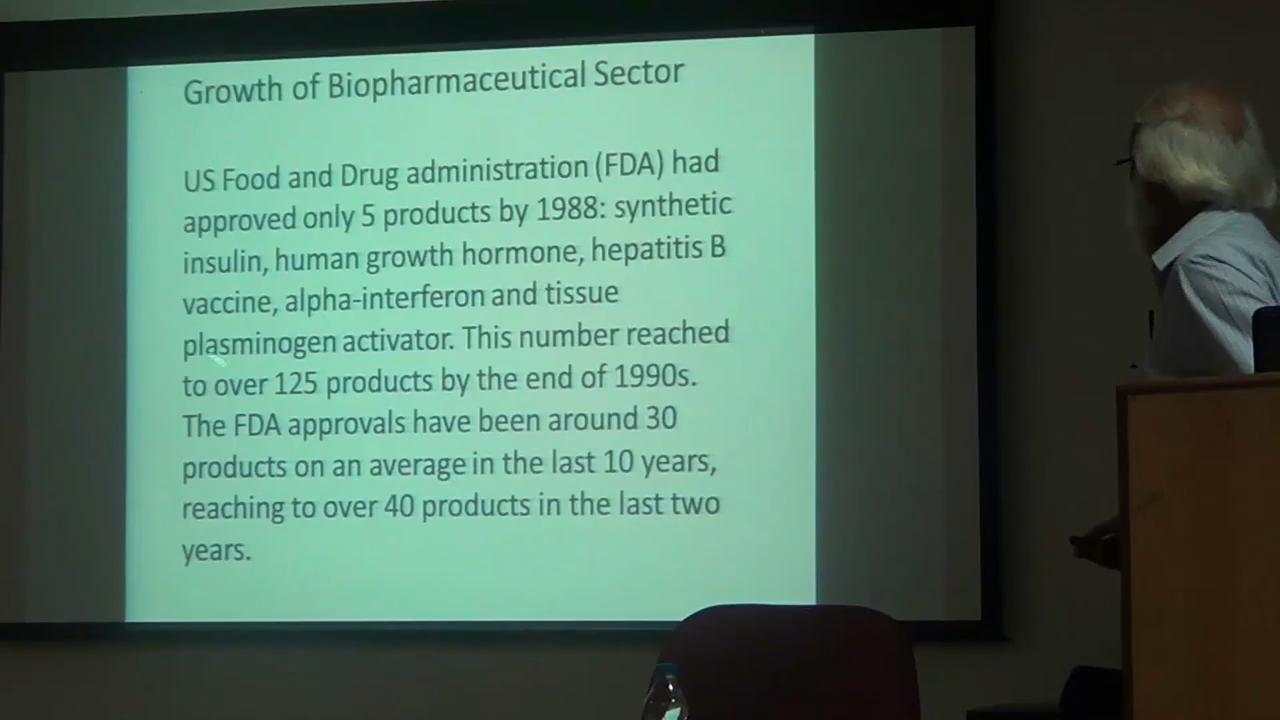 Growth of Biopharmaceutical Sector
US Food and Drug administration (FDA) had
approved only 5 products by 1988: synthetic
insulin, human growth hormone, hepatitis B
vaccine, alpha-interferon and tissue
plasminogen activator. This number reached
to over 125 products by the end of 1990s.
The FDA approvals have been around 30
products on an average in the last 10 years,
reaching to over 40 products in the last two
years.